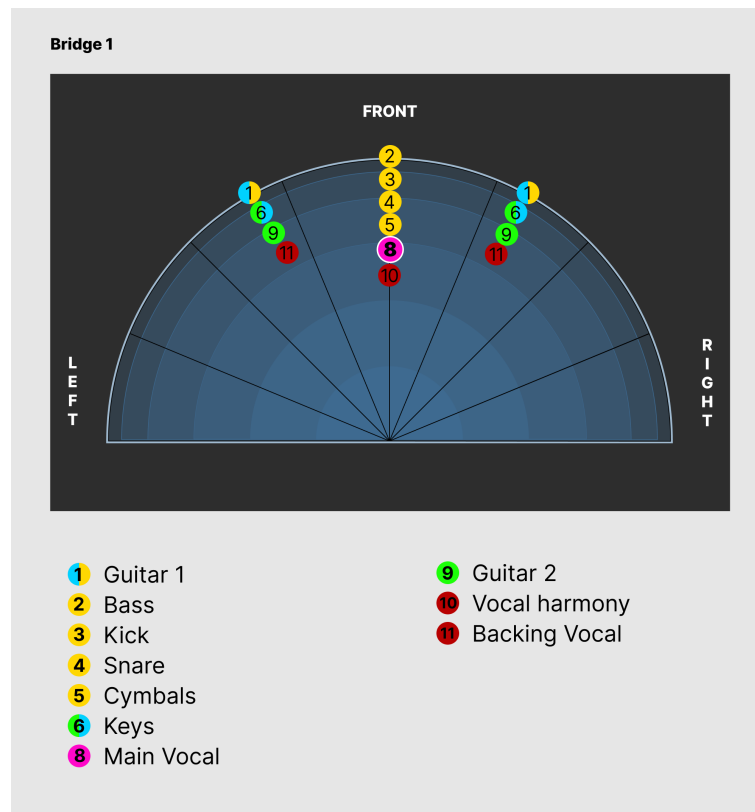 Bridge 1
FRONT
2
1 3 1
6 4 6
9 5 9
11 8 11
10
LEFT
RIGHT
1 Guitar 1
2 Bass
3 Kick
4 Snare
5 Cymbals
6 Keys
8 Main Vocal
9 Guitar 2
10 Vocal harmony
11 Backing Vocal